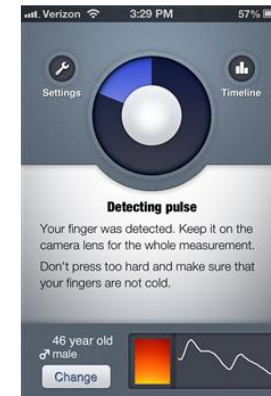 Verizon 3:29 PM 57%
Settings Timeline
Detecting pulse
Your finger was detected. Keep it on the
camera lens for the whole measurement.
Don't press too hard and make sure that
your fingers are not cold.
46 year old
♂ male
Change